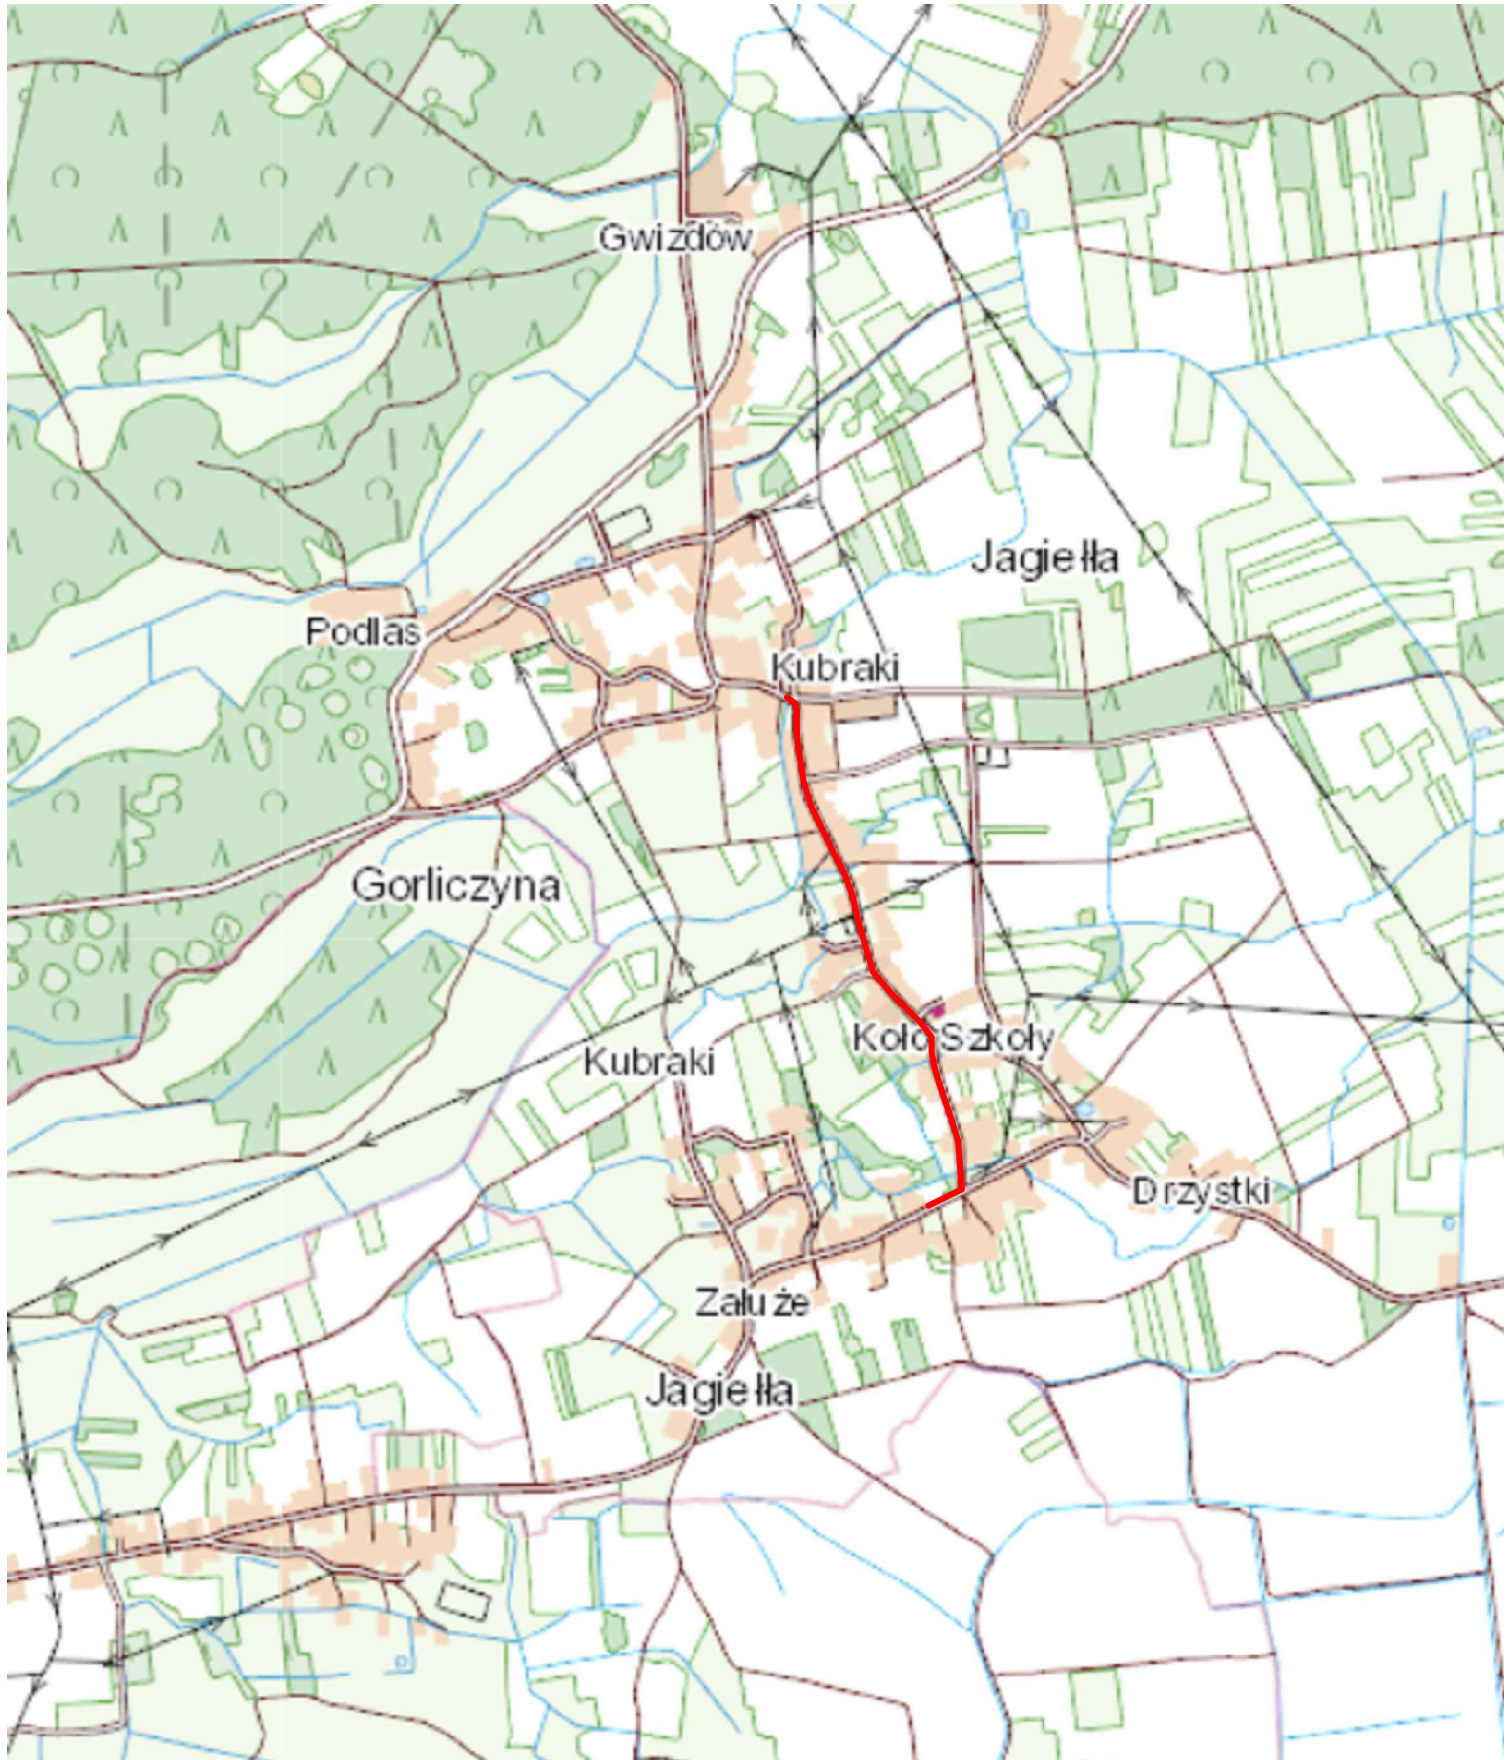 Gwizdów
Jagiełła
Podlas
Kubraki
Gorliczyna
Koło Szkoły
Kubraki
Drzystki
Załuże
Jagiełła